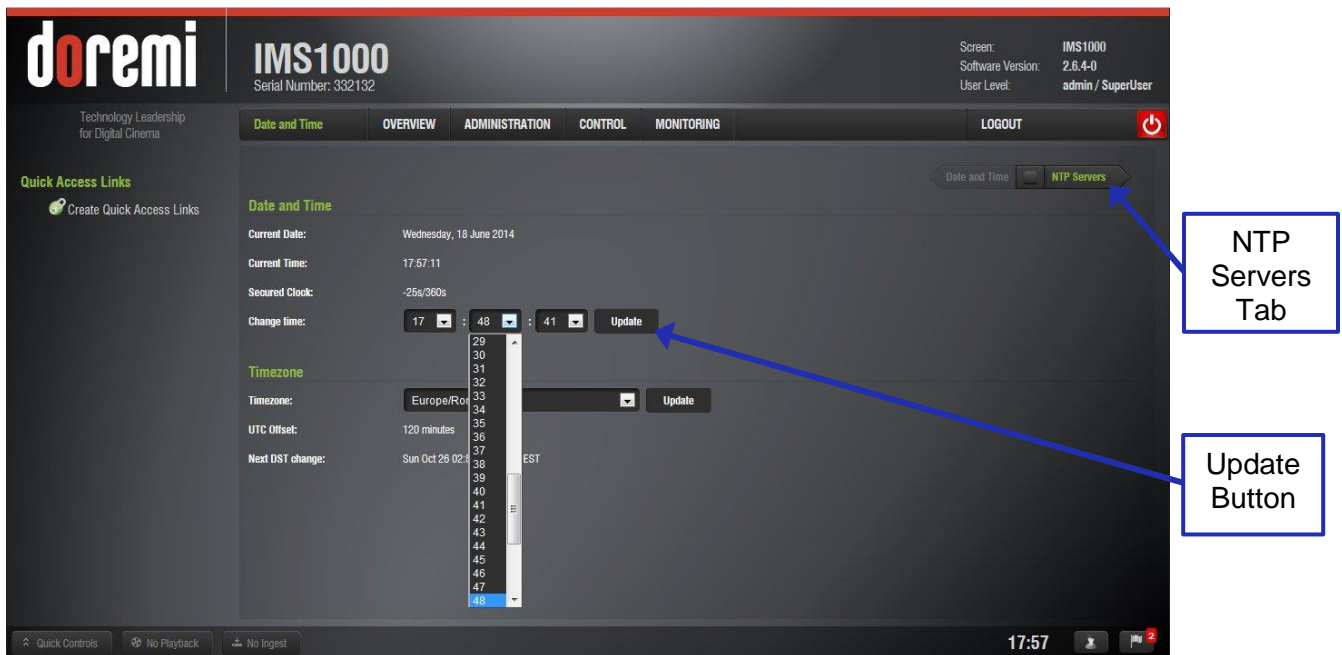 doremi
Technology Leadership
for Digital Cinema
IMS1000
Serial Number: 332132
Screen: IMS1000
Software Version: 2.6.4-0
User Level: admin / SuperUser
Date and Time OVERVIEW ADMINISTRATION CONTROL MONITORING LOGOUT
Quick Access Links
Create Quick Access Links
Date and Time NTP Servers
Date and Time
Current Date: Wednesday, 18 June 2014
Current Time: 17:57:11
Secured Clock: -25s/360s
Change time: 17 : 48 : 41 Update
29
30
31
32
33
34
35
36
37
38
39
40
41
42
43
44
45
46
47
48
Timezone
Timezone: Update
UTC Offset: 120 minutes
Next DST change: Sun Oct 26 EST
NTP
Servers
Tab
Update
Button
Quick Controls No Playback No Ingest 17:57 2